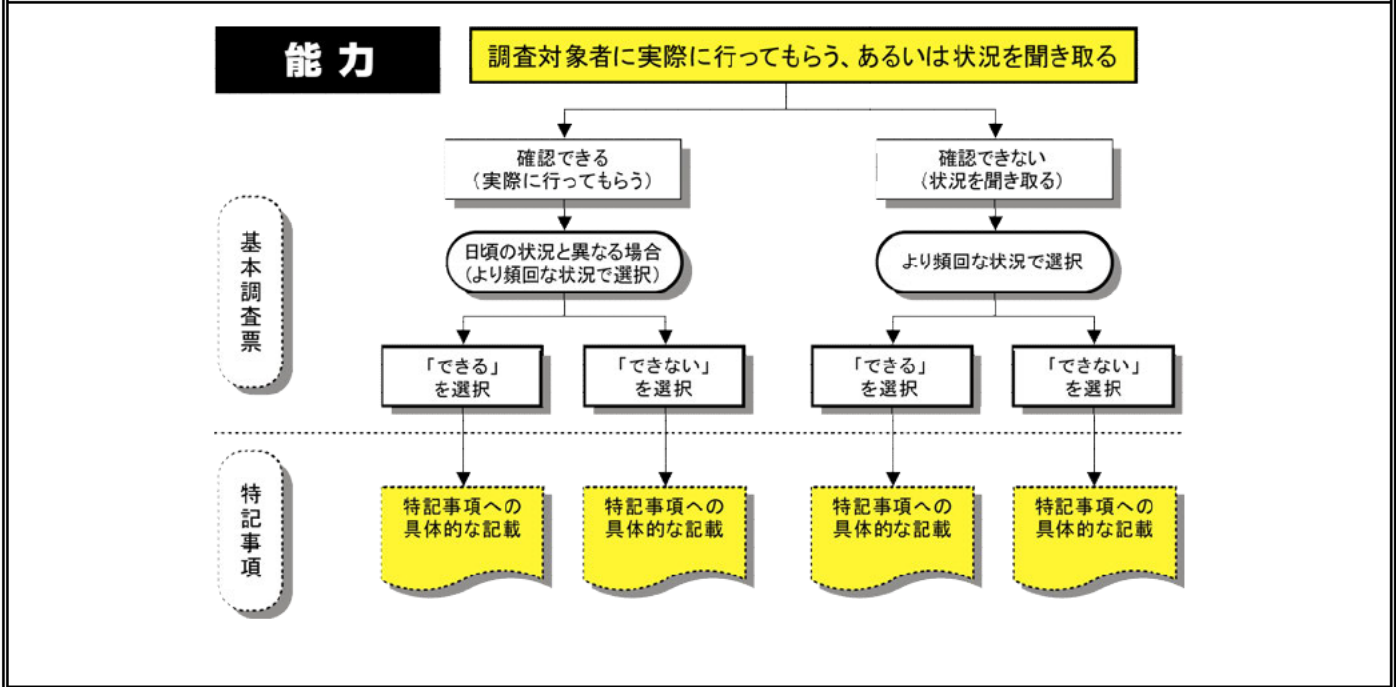 能力
調査対象者に実際に行ってもらう、あるいは状況を聞き取る
確認できる
(実際に行ってもらう)
確認できない
(状況を聞き取る)
基本調査票
日頃の状況と異なる場合
(より頻回な状況で選択)
より頻回な状況で選択
「できる」
を選択
「できない」
を選択
「できる」
を選択
「できない」
を選択
特記事項
特記事項への
具体的な記載
特記事項への
具体的な記載
特記事項への
具体的な記載
特記事項への
具体的な記載